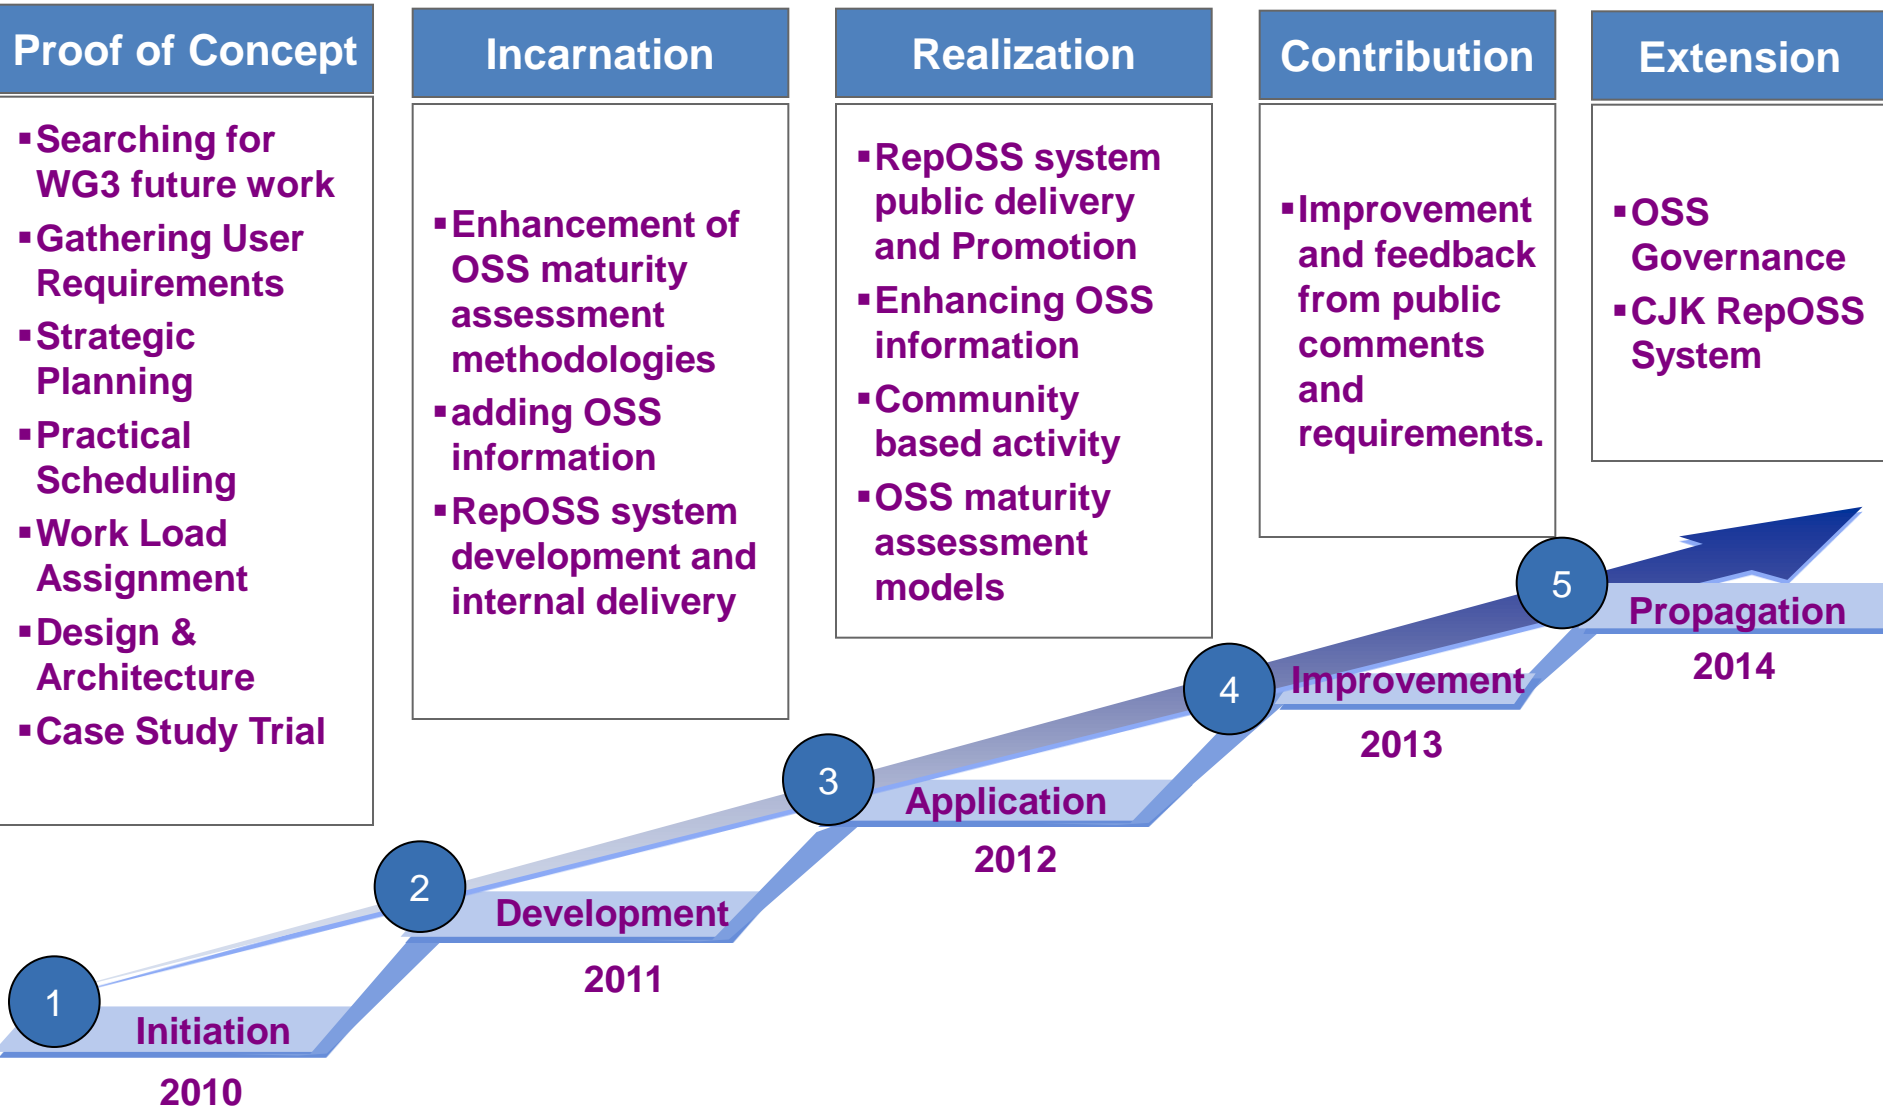 Proof of Concept
▪Searching for
WG3 future work
▪Gathering User
Requirements
▪Strategic
Planning
▪Practical
Scheduling
▪Work Load
Assignment
▪Design &
Architecture
▪Case Study Trial
Incarnation
▪Enhancement of
OSS maturity
assessment
methodologies
▪adding OSS
information
▪RepOSS system
development and
internal delivery
Realization
▪RepOSS system
public delivery
and Promotion
▪Enhancing OSS
information
▪Community
based activity
▪OSS maturity
assessment
models
Contribution
▪Improvement
and feedback
from public
comments
and
requirements.
Extension
▪OSS
Governance
▪CJK RepOSS
System
1
Initiation
2010
2
Development
2011
3
Application
2012
4
Improvement
2013
5
Propagation
2014